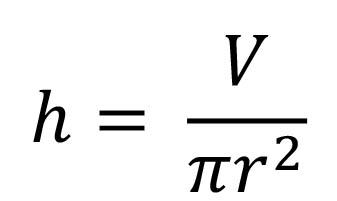 h = V / πr²